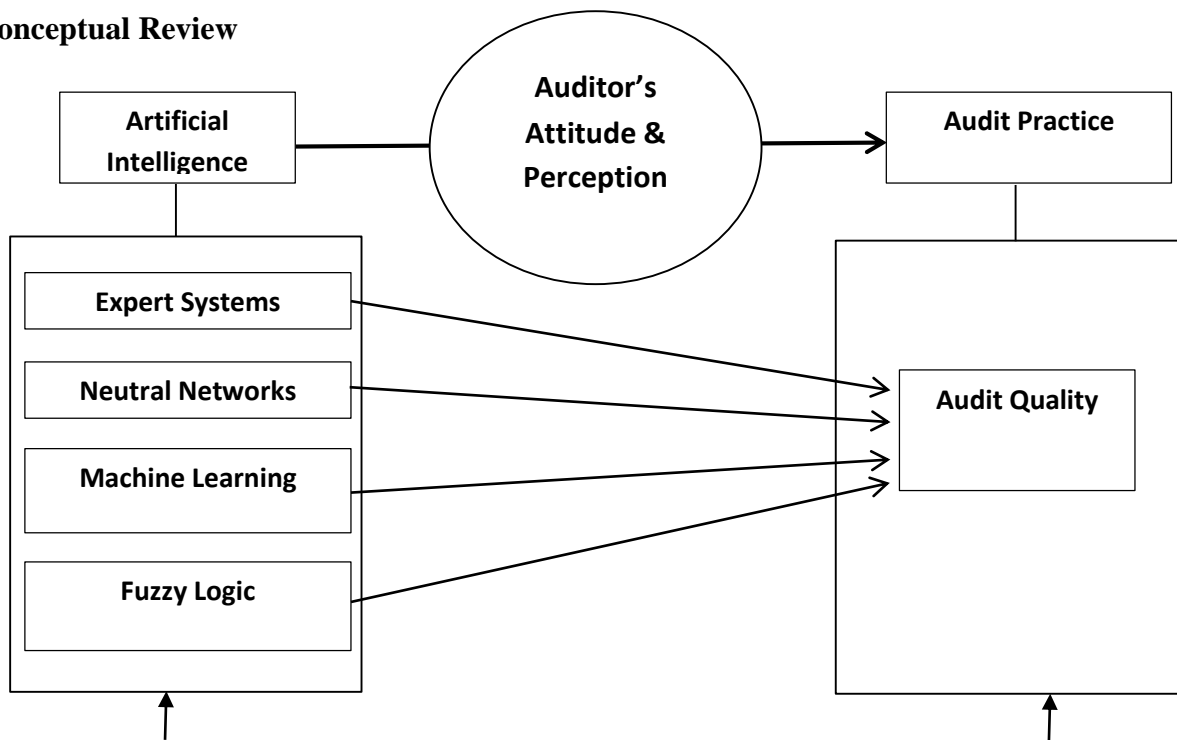 onceptual Review
Artificial
Intelligence
Auditor’s
Attitude &
Perception
Audit Practice
Expert Systems
Neutral Networks
Machine Learning
Fuzzy Logic
Audit Quality